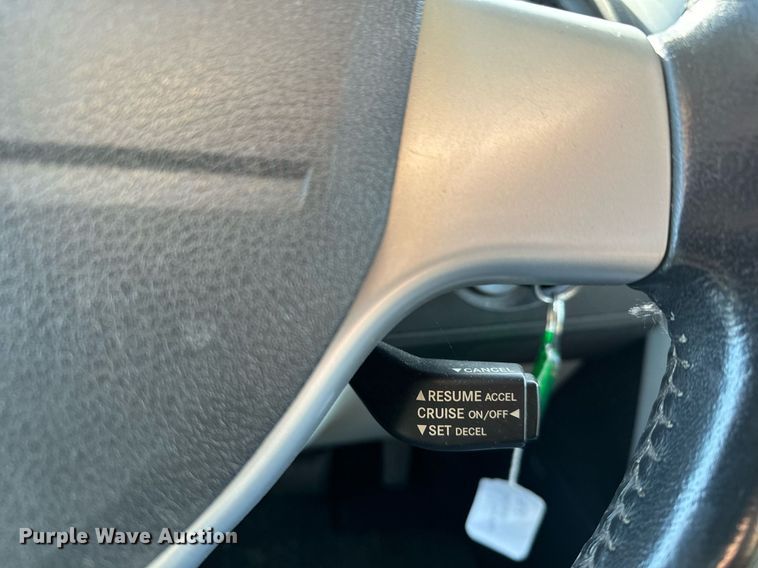 ▼CANCEL
▲RESUME ACCEL
CRUISE ON/OFF◀
▼SET DECEL
Purple Wave Auction